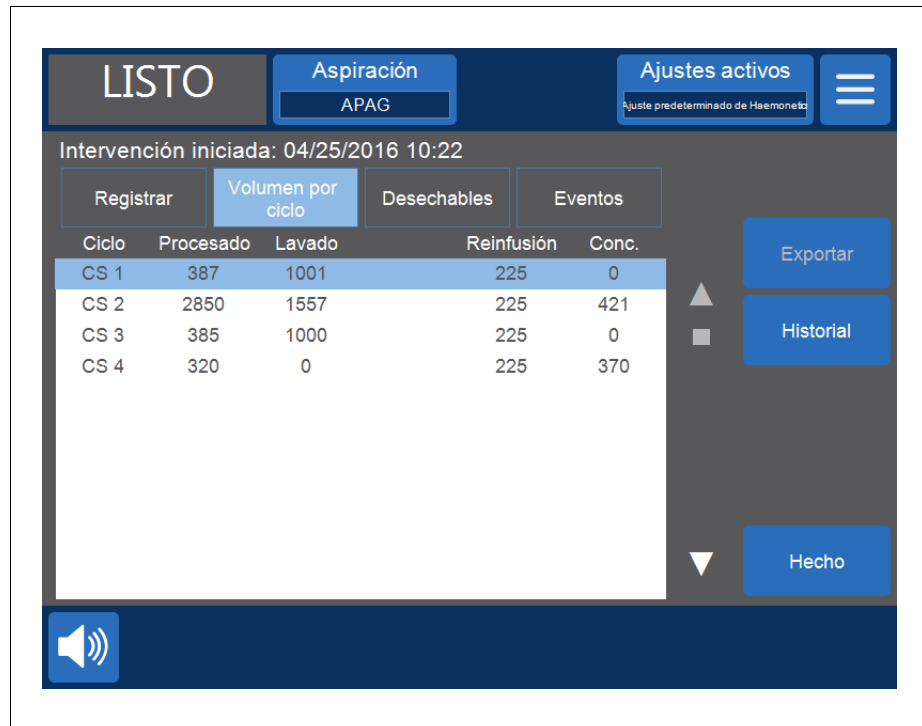 LISTO
Aspiración
APAG
Ajustes activos
Ajuste predeterminado de Haemonetic
Intervención iniciada: 04/25/2016 10:22
Registrar
Volumen por
ciclo
Desechables
Eventos
Ciclo Procesado Lavado Reinfusión Conc.
CS 1 387 1001 225 0
CS 2 2850 1557 225 421
CS 3 385 1000 225 0
CS 4 320 0 225 370
Exportar
Historial
Hecho